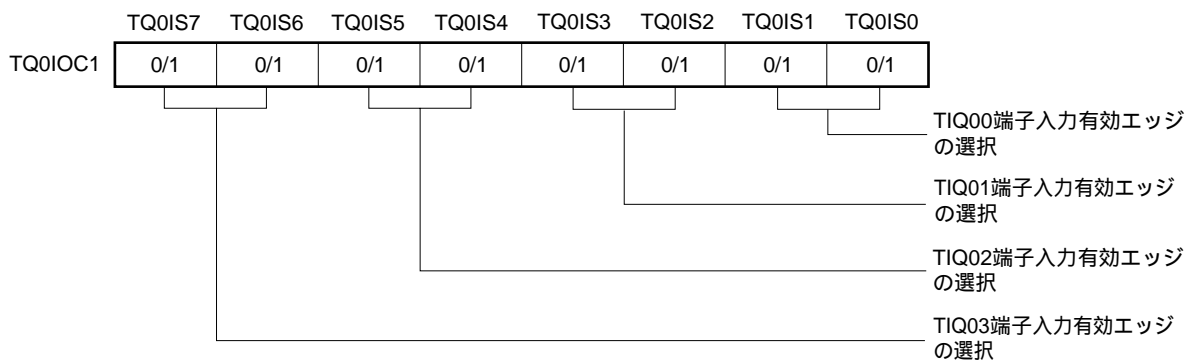 TQ0IS7 TQ0IS6 TQ0IS5 TQ0IS4 TQ0IS3 TQ0IS2 TQ0IS1 TQ0IS0
TQ0IOC1 0/1 0/1 0/1 0/1 0/1 0/1 0/1 0/1
TIQ00端子入力有効エッジ
の選択
TIQ01端子入力有効エッジ
の選択
TIQ02端子入力有効エッジ
の選択
TIQ03端子入力有効エッジ
の選択